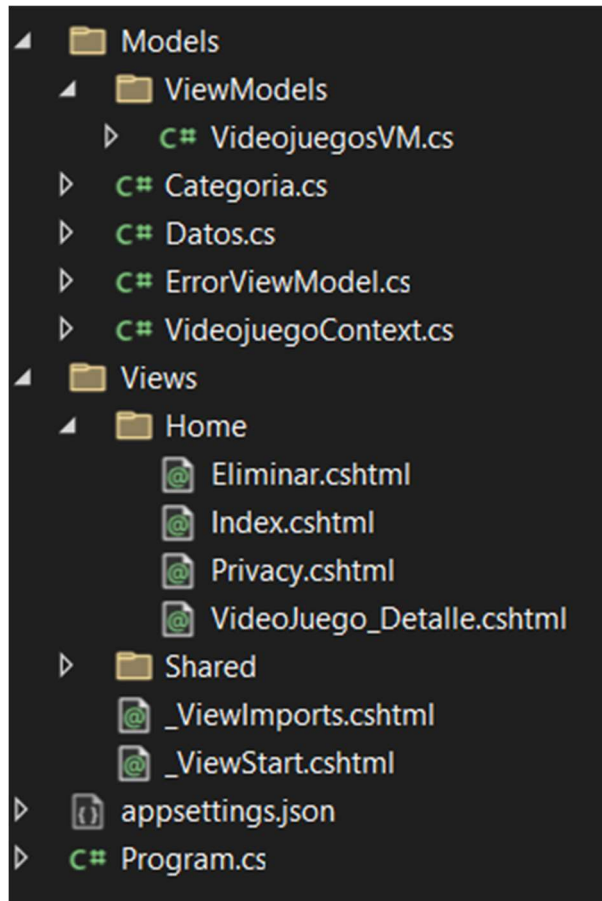 Models
ViewModels
C# VideojuegosVM.cs
C# Categoria.cs
C# Datos.cs
C# ErrorViewModel.cs
C# VideojuegoContext.cs
Views
Home
@ Eliminar.cshtml
@ Index.cshtml
@ Privacy.cshtml
@ VideoJuego_Detalle.cshtml
Shared
@ _ViewImports.cshtml
@ _ViewStart.cshtml
appsettings.json
C# Program.cs